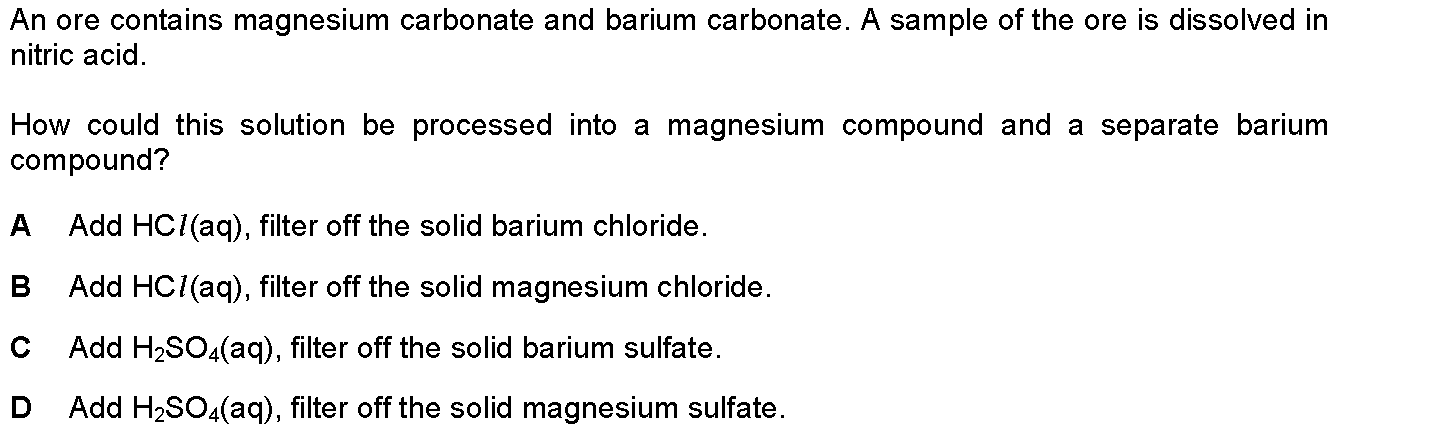 An ore contains magnesium carbonate and barium carbonate. A sample of the ore is dissolved in
nitric acid.
How could this solution be processed into a magnesium compound and a separate barium
compound?
A Add HCl(aq), filter off the solid barium chloride.
B Add HCl(aq), filter off the solid magnesium chloride.
C Add H₂SO₄(aq), filter off the solid barium sulfate.
D Add H₂SO₄(aq), filter off the solid magnesium sulfate.